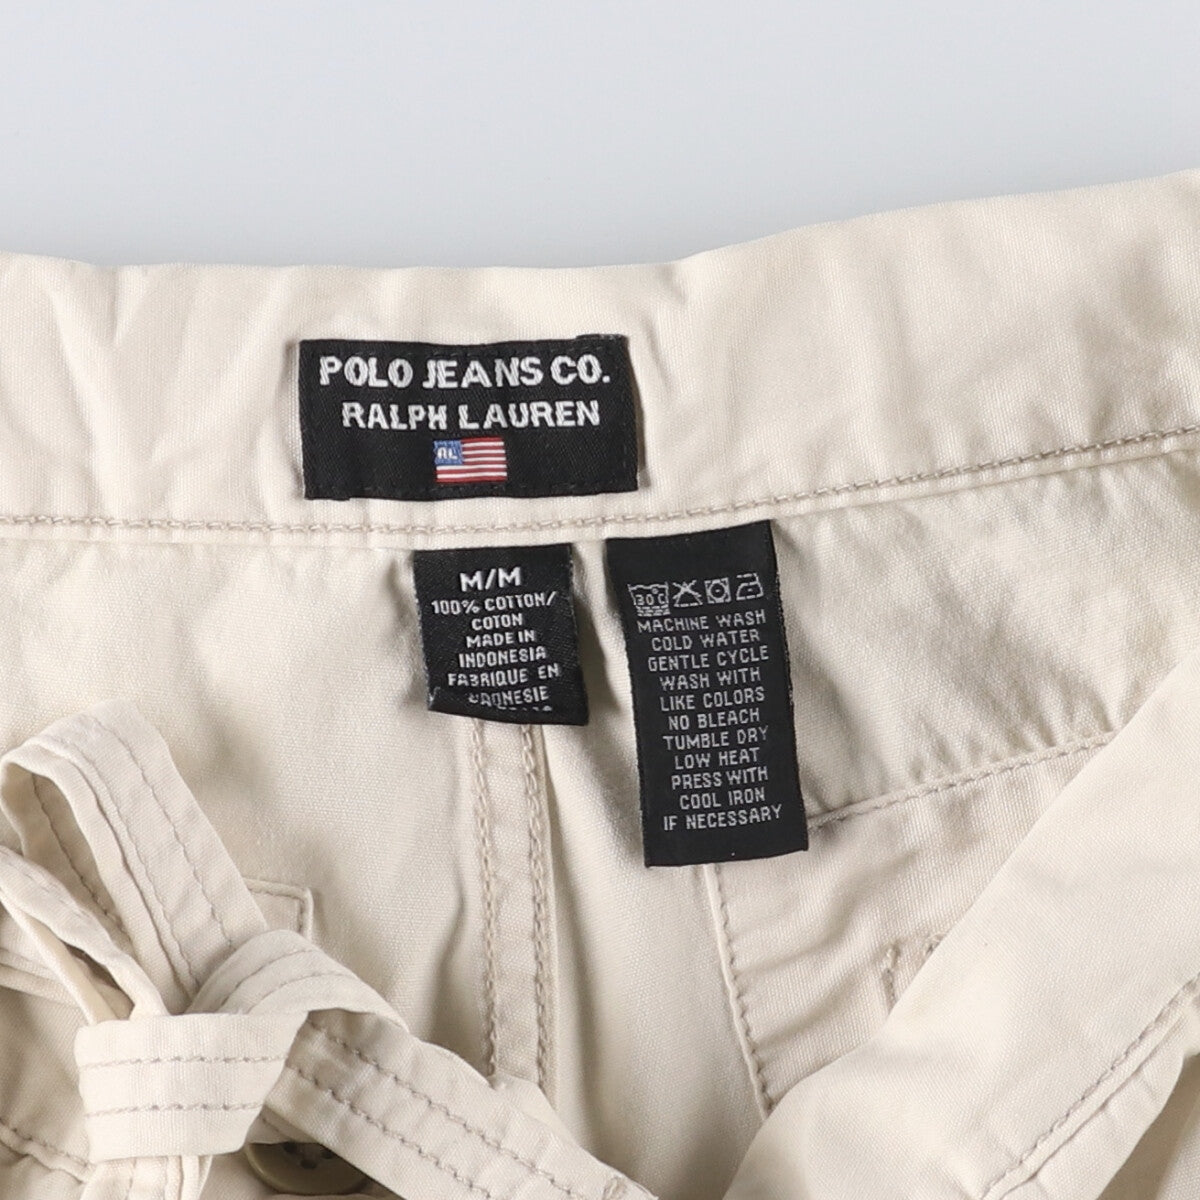 POLO JEANS CO.
RALPH LAUREN
RL
M/M
100% COTTON/
COTON
MADE IN
INDONESIA
FABRIQUE EN
30°C
MACHINE WASH
COLD WATER
GENTLE CYCLE
WASH WITH
LIKE COLORS
NO BLEACH
TUMBLE DRY
LOW HEAT
PRESS WITH
COOL IRON
IF NECESSARY